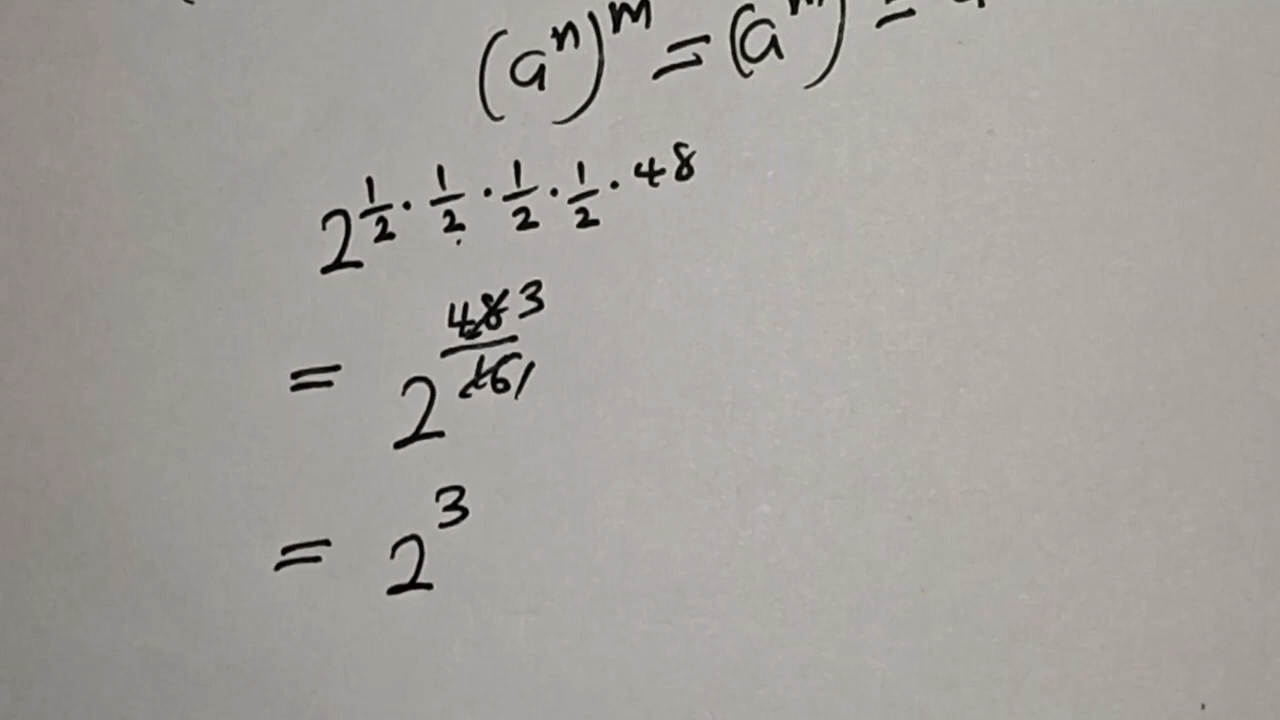 (a^n)^m = (a^m) =
2^{1/2 · 1/2 · 1/2 · 1/2 · 48}
= 2^{48 3/16 1}
= 2^3